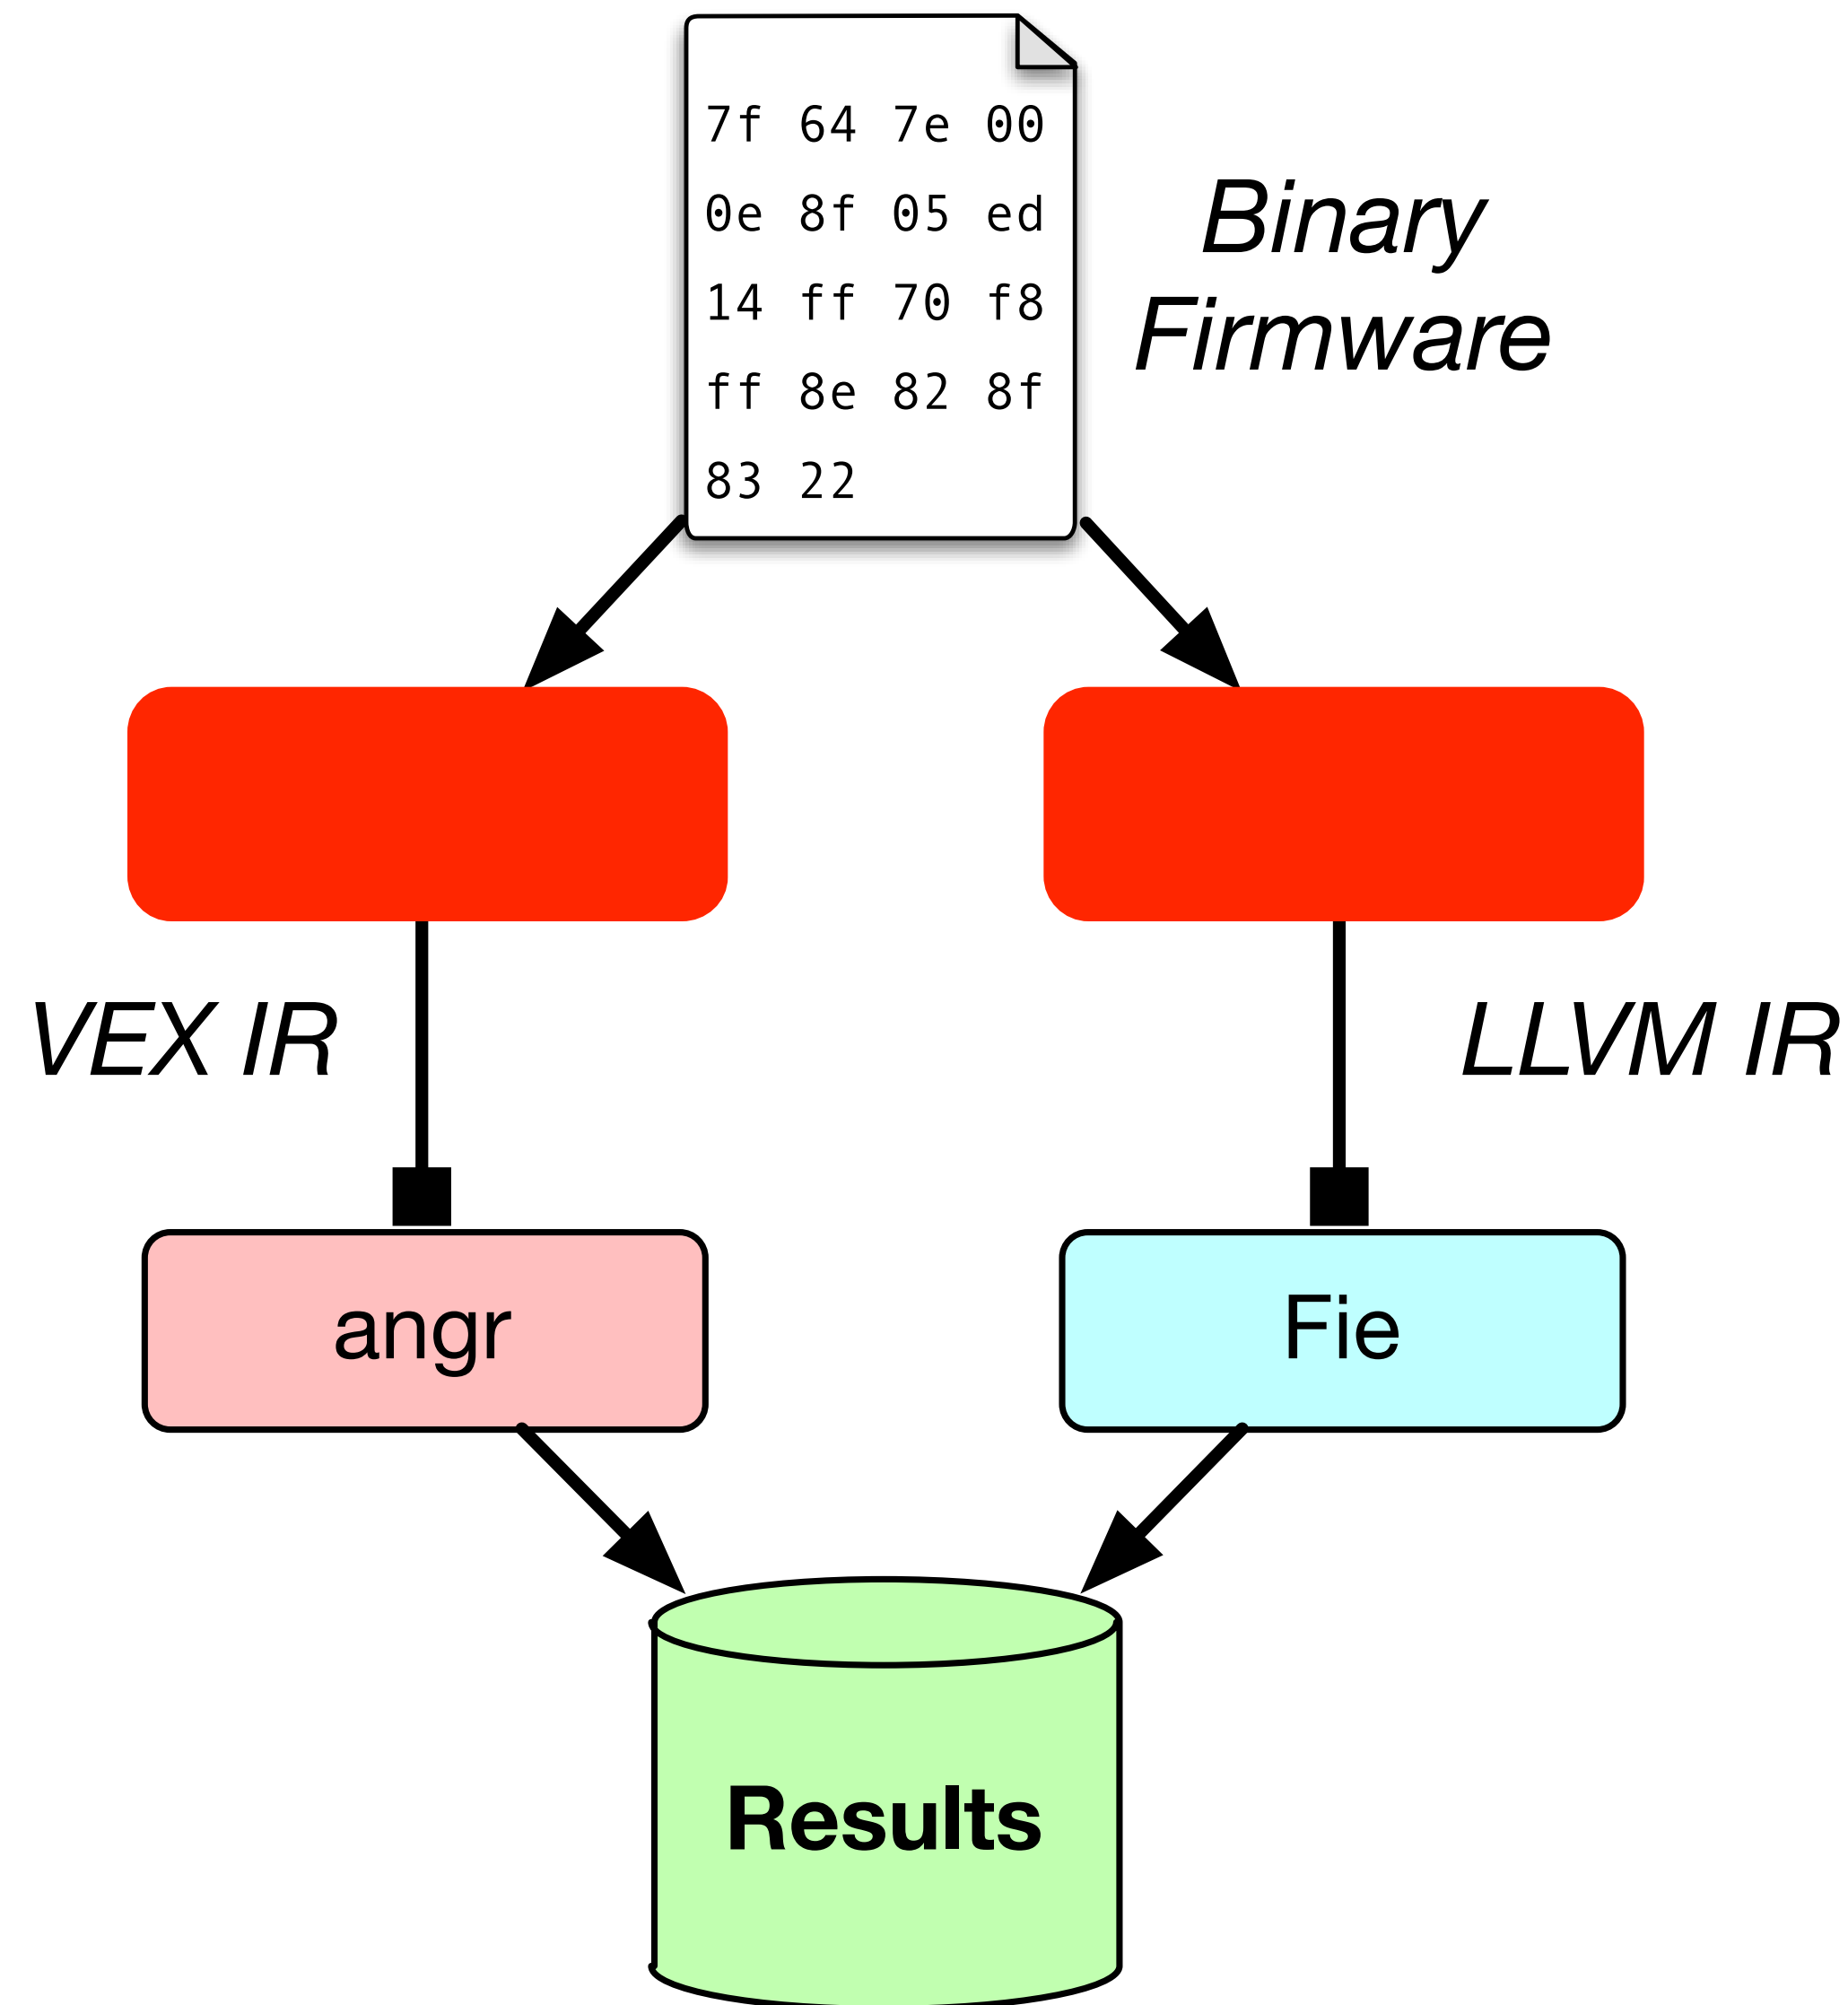 7f 64 7e 00
0e 8f 05 ed
14 ff 70 f8
ff 8e 82 8f
83 22
Binary
Firmware
VEX IR
LLVM IR
angr
Fie
Results